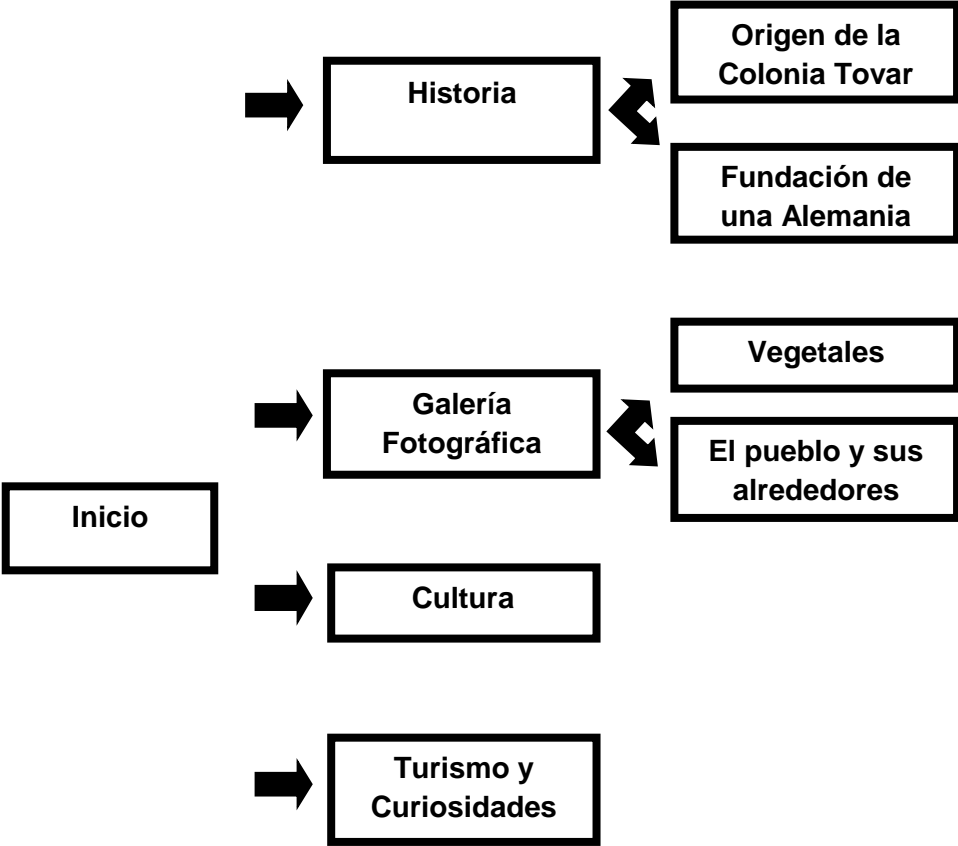 Inicio
Historia
Origen de la
Colonia Tovar
Fundación de
una Alemania
Galería
Fotográfica
Vegetales
El pueblo y sus
alrededores
Cultura
Turismo y
Curiosidades